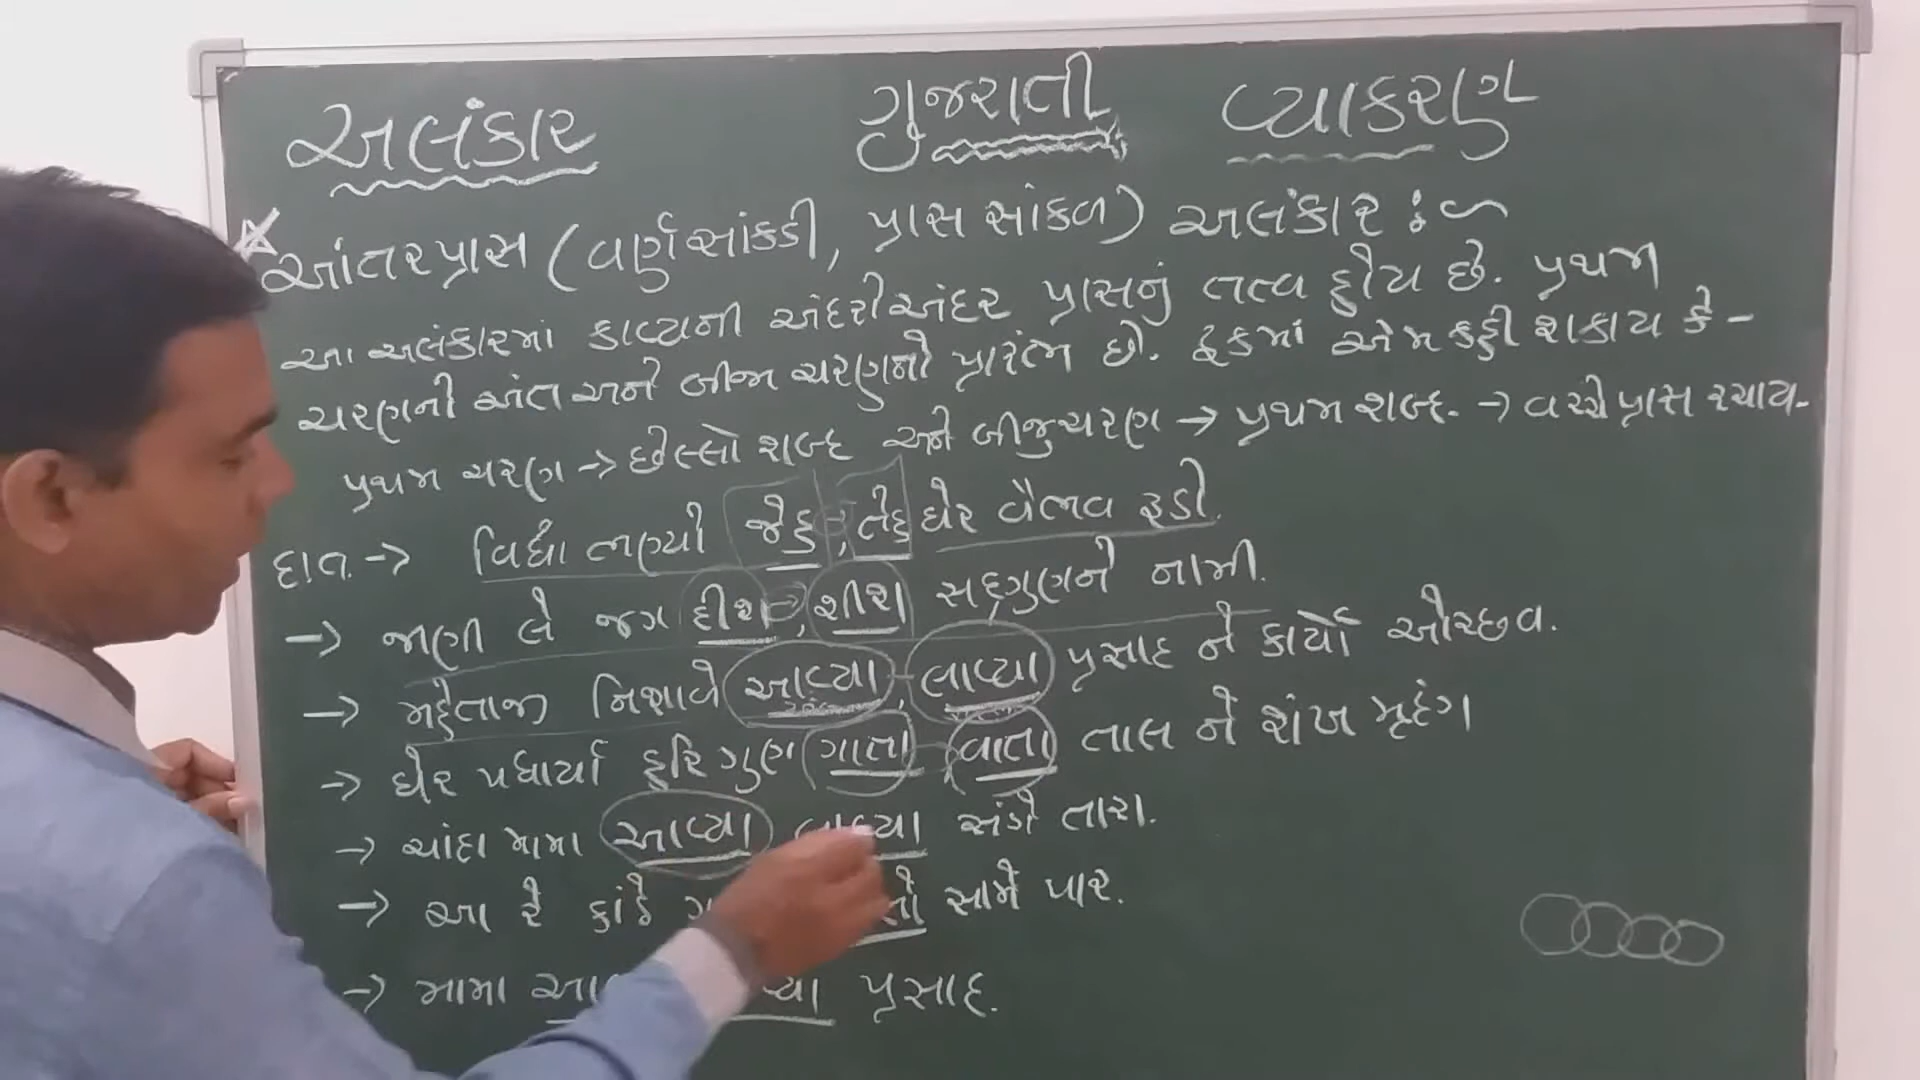 અલંકાર ગુજરાતી વ્યાકરણ
આંતરપ્રાસ (વર્ણસાંકડી, પ્રાસ સાંકળ) અલંકાર :~
આ અલંકારમાં કાવ્યની અંદરોઅંદર પ્રાસનું તત્વ હોય છે. પ્રથમ
ચરણની અંત અને બીજા ચરણનો પ્રારંભ છે. ટુકમાં એમ કહી શકાય કે -
પ્રથમ ચરણ → છેલ્લો શબ્દ અને બીજુ ચરણ → પ્રથમ શબ્દ. → વચ્ચે પ્રાસ રચાય.
દા.ત. → વિદ્યા ભણ્યો જેહ, તેહ ઘેર વૈભવ રૂડો.
→ જાણી લે જગ દીશ, શીશ સદ્ગુણને નામી.
→ મહેતાજી નિશાળે આવ્યા, લાવ્યા પ્રસાદ ને કાર્યો ઓચ્છવ.
→ ઘેર પધાર્યા હરિ ગુણ ગાતા, વાતા તાલ ને શંખ મૃદંગ
→ ચાંદા મામા આવ્યા લાવ્યા સંગે તારા.
→ આ રે કાંઠે સામે પાર.
→ મામા પ્રસાદ.